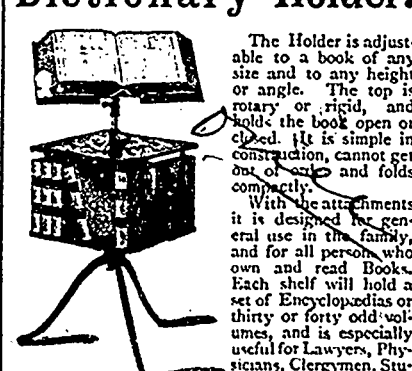 Dictionary Holder.
The Holder is adjust-
able to a book of any
size and to any height
or angle. The top is
rotary or rigid, and
holds the book open or
closed. It is simple in
construction, cannot get
out of and folds
compactly.
With the attachments
it is designed for gen-
eral use in the family,
and for all persons who
own and read Books.
Each shelf will hold a
set of Encyclopædias or
thirty or forty odd vol-
umes, and is especially
useful for Lawyers, Phy-
sicians, Clergymen, Stu-